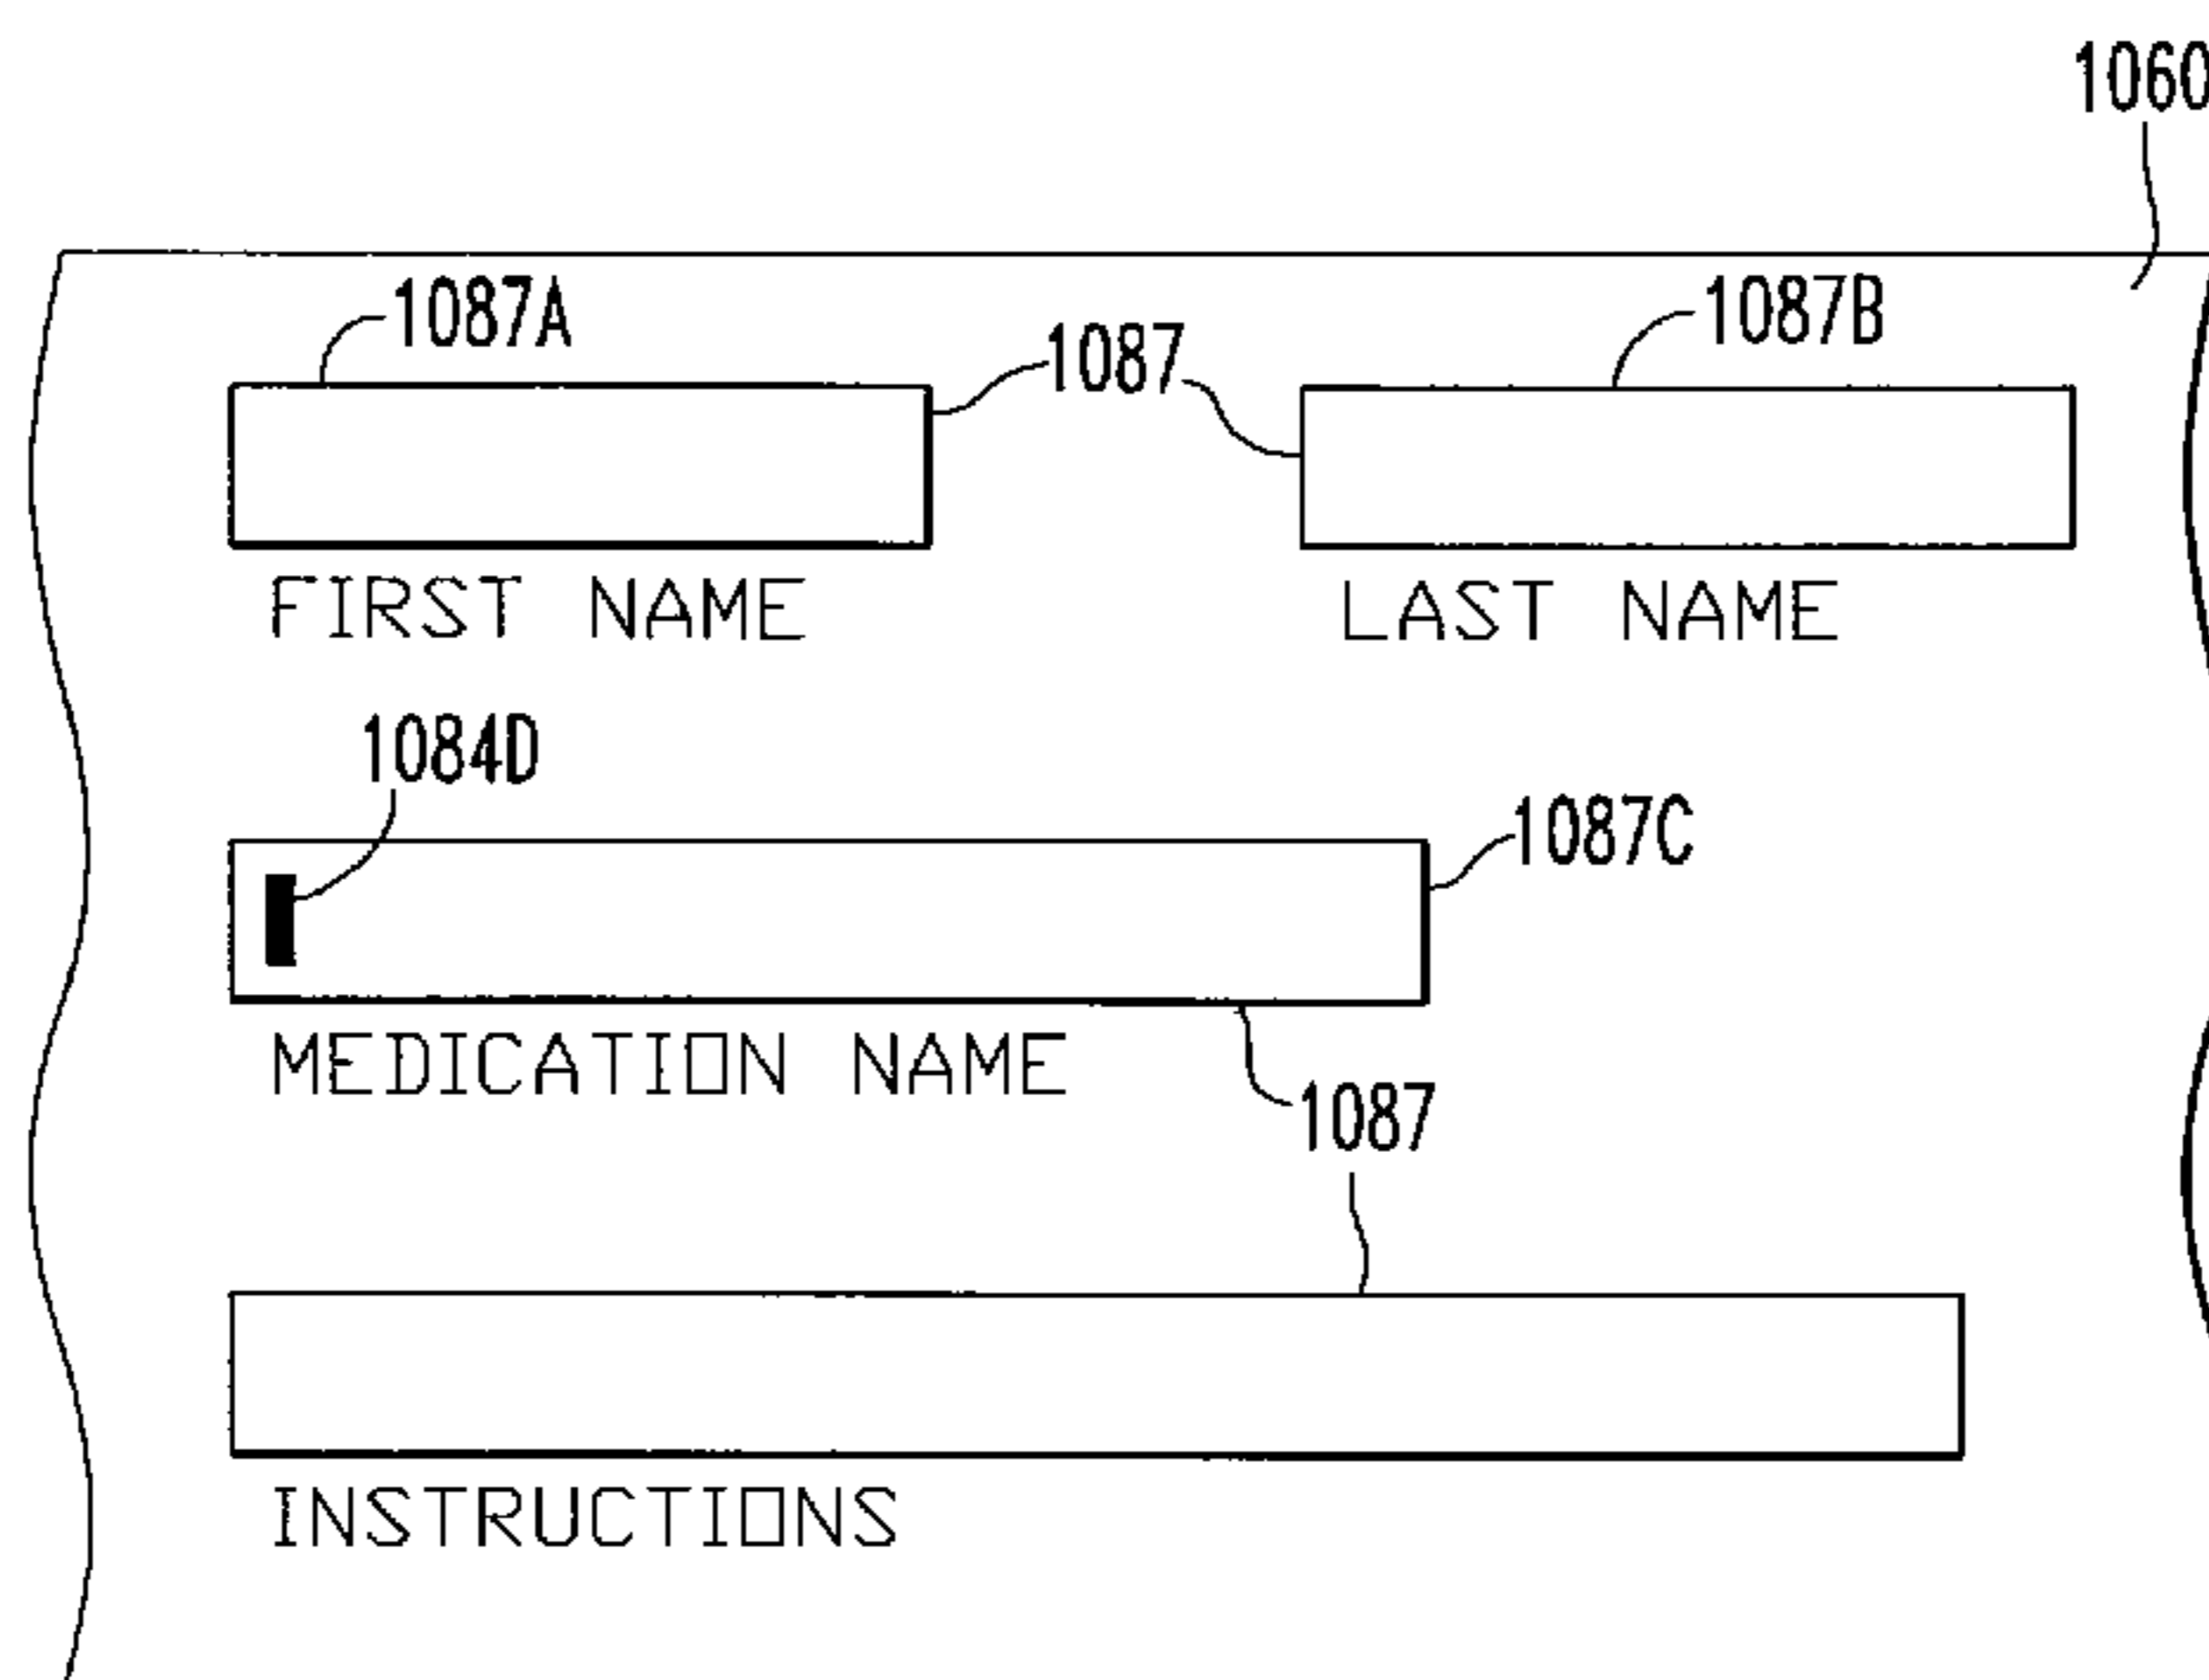 1060
1087A
1087
1087B
FIRST NAME
LAST NAME
1084D
1087C
MEDICATION NAME
1087
INSTRUCTIONS